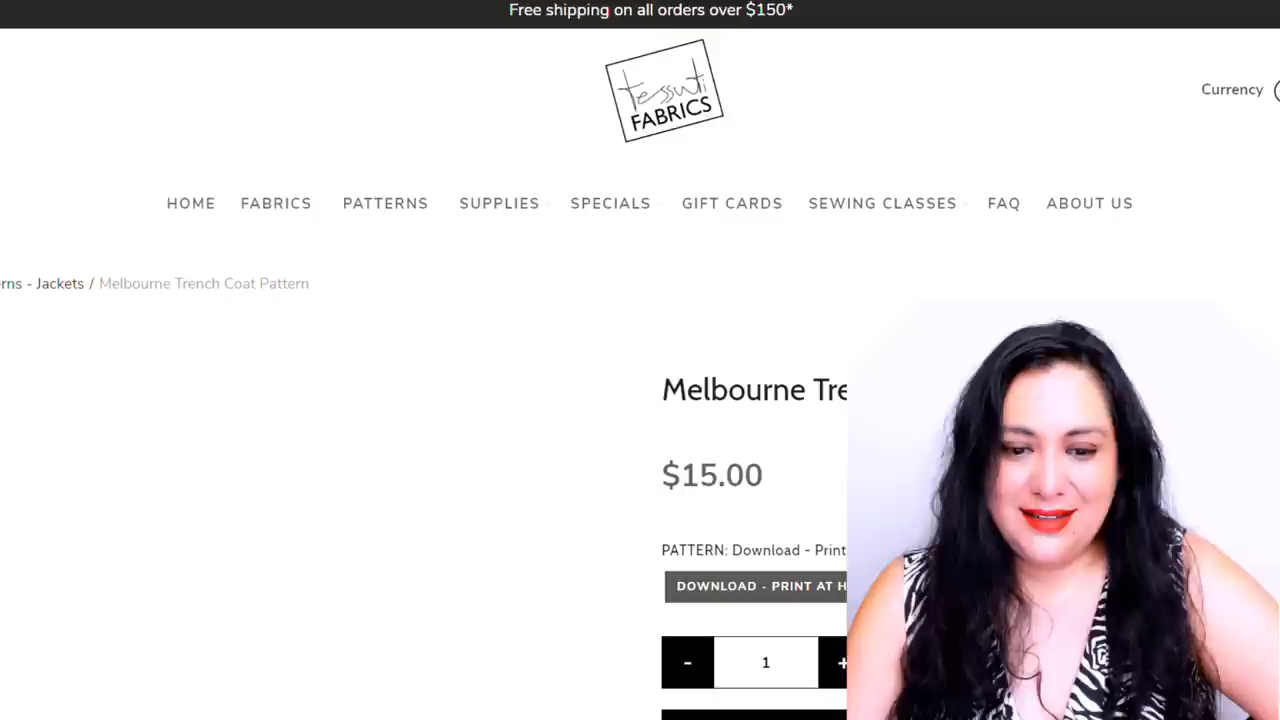 Free shipping on all orders over $150*
tessuti
FABRICS
Currency
HOME FABRICS PATTERNS SUPPLIES SPECIALS GIFT CARDS SEWING CLASSES FAQ ABOUT US
rns - Jackets / Melbourne Trench Coat Pattern
Melbourne Tre
$15.00
PATTERN: Download - Print
DOWNLOAD - PRINT AT H
- 1 +